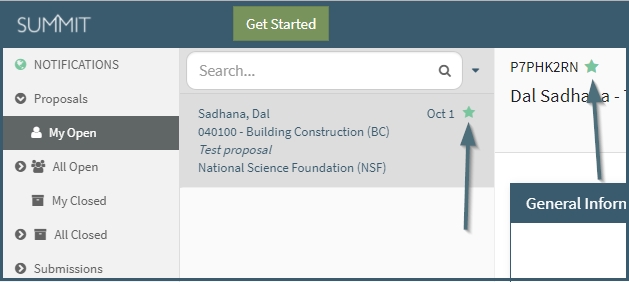 SUMMIT
Get Started
NOTIFICATIONS
Proposals
My Open
All Open
My Closed
All Closed
Submissions
Search...
Sadhana, Dal Oct 1
040100 - Building Construction (BC)
Test proposal
National Science Foundation (NSF)
P7PHK2RN
Dal Sadhana -
General Inform